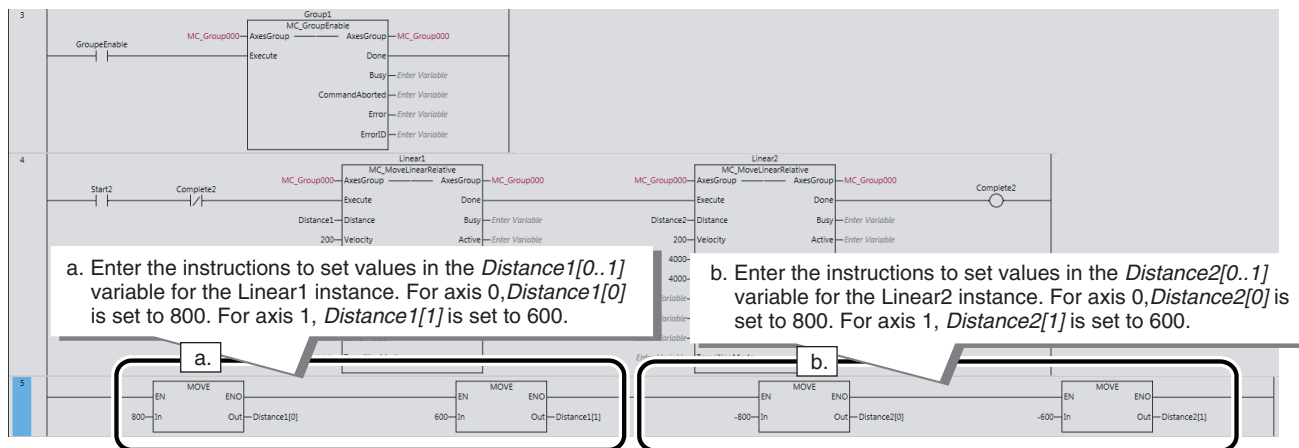 3
Group1
MC_GroupEnable
GroupeEnable
MC_Group000 AxesGroup AxesGroup MC_Group000
Execute Done
Busy Enter Variable
CommandAborted Enter Variable
Error Enter Variable
ErrorID Enter Variable
4
Linear1 Linear2
MC_MoveLinearRelative MC_MoveLinearRelative
Start2 Complete2
MC_Group000 AxesGroup AxesGroup MC_Group000 MC_Group000 AxesGroup AxesGroup MC_Group000
Complete2
Execute Done Execute Done
Distance1 Distance Busy Enter Variable Distance2 Distance Busy Enter Variable
200 Velocity Active Enter Variable 200 Velocity Active Enter Variable
4000
4000
a. Enter the instructions to set values in the Distance1[0..1]
variable for the Linear1 instance. For axis 0,Distance1[0]
is set to 800. For axis 1, Distance1[1] is set to 600.
b. Enter the instructions to set values in the Distance2[0..1]
variable for the Linear2 instance. For axis 0,Distance2[0] is
set to 800. For axis 1, Distance2[1] is set to 600.
a.
b.
5
MOVE MOVE MOVE MOVE
EN ENO EN ENO EN ENO EN ENO
800 In Out Distance1[0] 600 In Out Distance1[1] -800 In Out Distance2[0] -600 In Out Distance2[1]